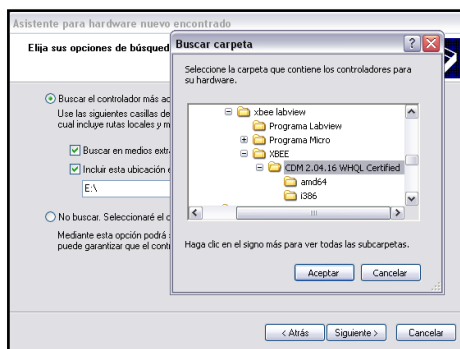 Asistente para hardware nuevo encontrado
Elija sus opciones de búsqued
Buscar el controlador más ac
Use las siguientes casillas de
cual incluye rutas locales y m
Buscar en medios extra
Incluir esta ubicación e
E:\
No buscar. Seleccionaré el c
Mediante esta opción podrá
puede garantizar que el contr
< Atrás
Siguiente >
Cancelar
Buscar carpeta
Seleccione la carpeta que contiene los controladores para
su hardware.
xbee labview
Programa Labview
Programa Micro
XBEE
CDM 2.04.16 WHQL Certified
amd64
i386
Haga clic en el signo más para ver todas las subcarpetas.
Aceptar
Cancelar